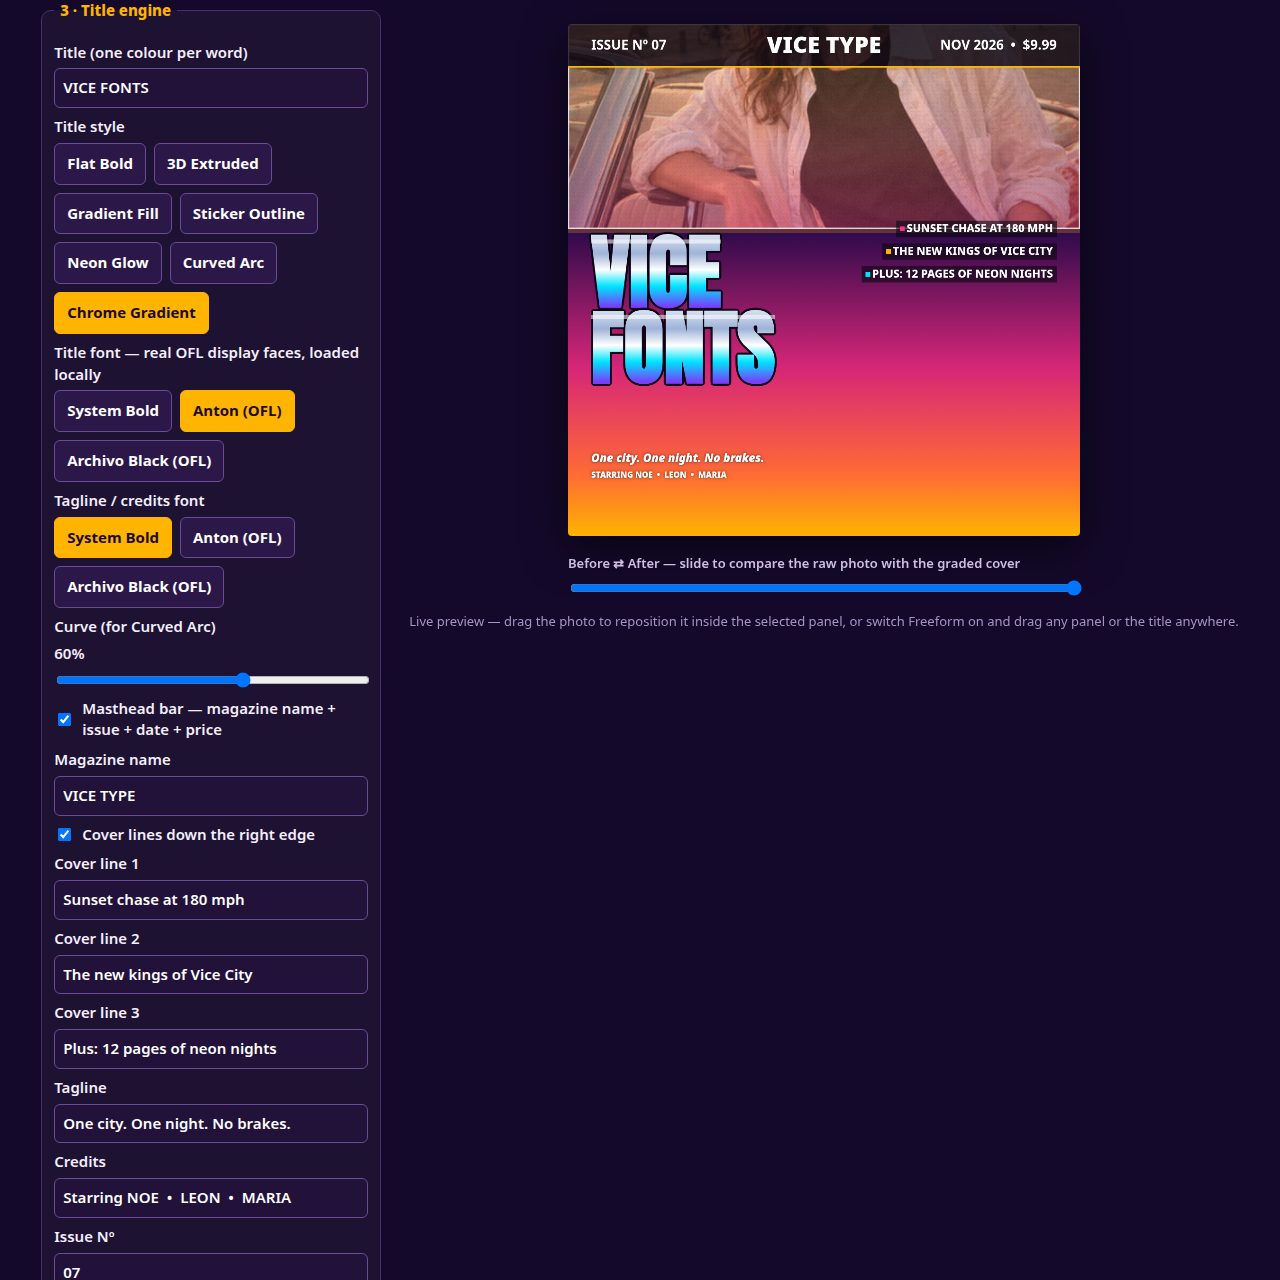 3 · Title engine
Title (one colour per word)
VICE FONTS
Title style
Flat Bold
3D Extruded
Gradient Fill
Sticker Outline
Neon Glow
Curved Arc
Chrome Gradient
Title font — real OFL display faces, loaded
locally
System Bold
Anton (OFL)
Archivo Black (OFL)
Tagline / credits font
System Bold
Anton (OFL)
Archivo Black (OFL)
Curve (for Curved Arc)
60%
Masthead bar — magazine name +
issue + date + price
Magazine name
VICE TYPE
Cover lines down the right edge
Cover line 1
Sunset chase at 180 mph
Cover line 2
The new kings of Vice City
Cover line 3
Plus: 12 pages of neon nights
Tagline
One city. One night. No brakes.
Credits
Starring NOE • LEON • MARIA
Issue Nº
07
ISSUE Nº 07
VICE TYPE
NOV 2026 • $9.99
SUNSET CHASE AT 180 MPH
THE NEW KINGS OF VICE CITY
PLUS: 12 PAGES OF NEON NIGHTS
VICE
FONTS
One city. One night. No brakes.
STARRING NOE • LEON • MARIA
Before ⇄ After — slide to compare the raw photo with the graded cover
Live preview — drag the photo to reposition it inside the selected panel, or switch Freeform on and drag any panel or the title anywhere.